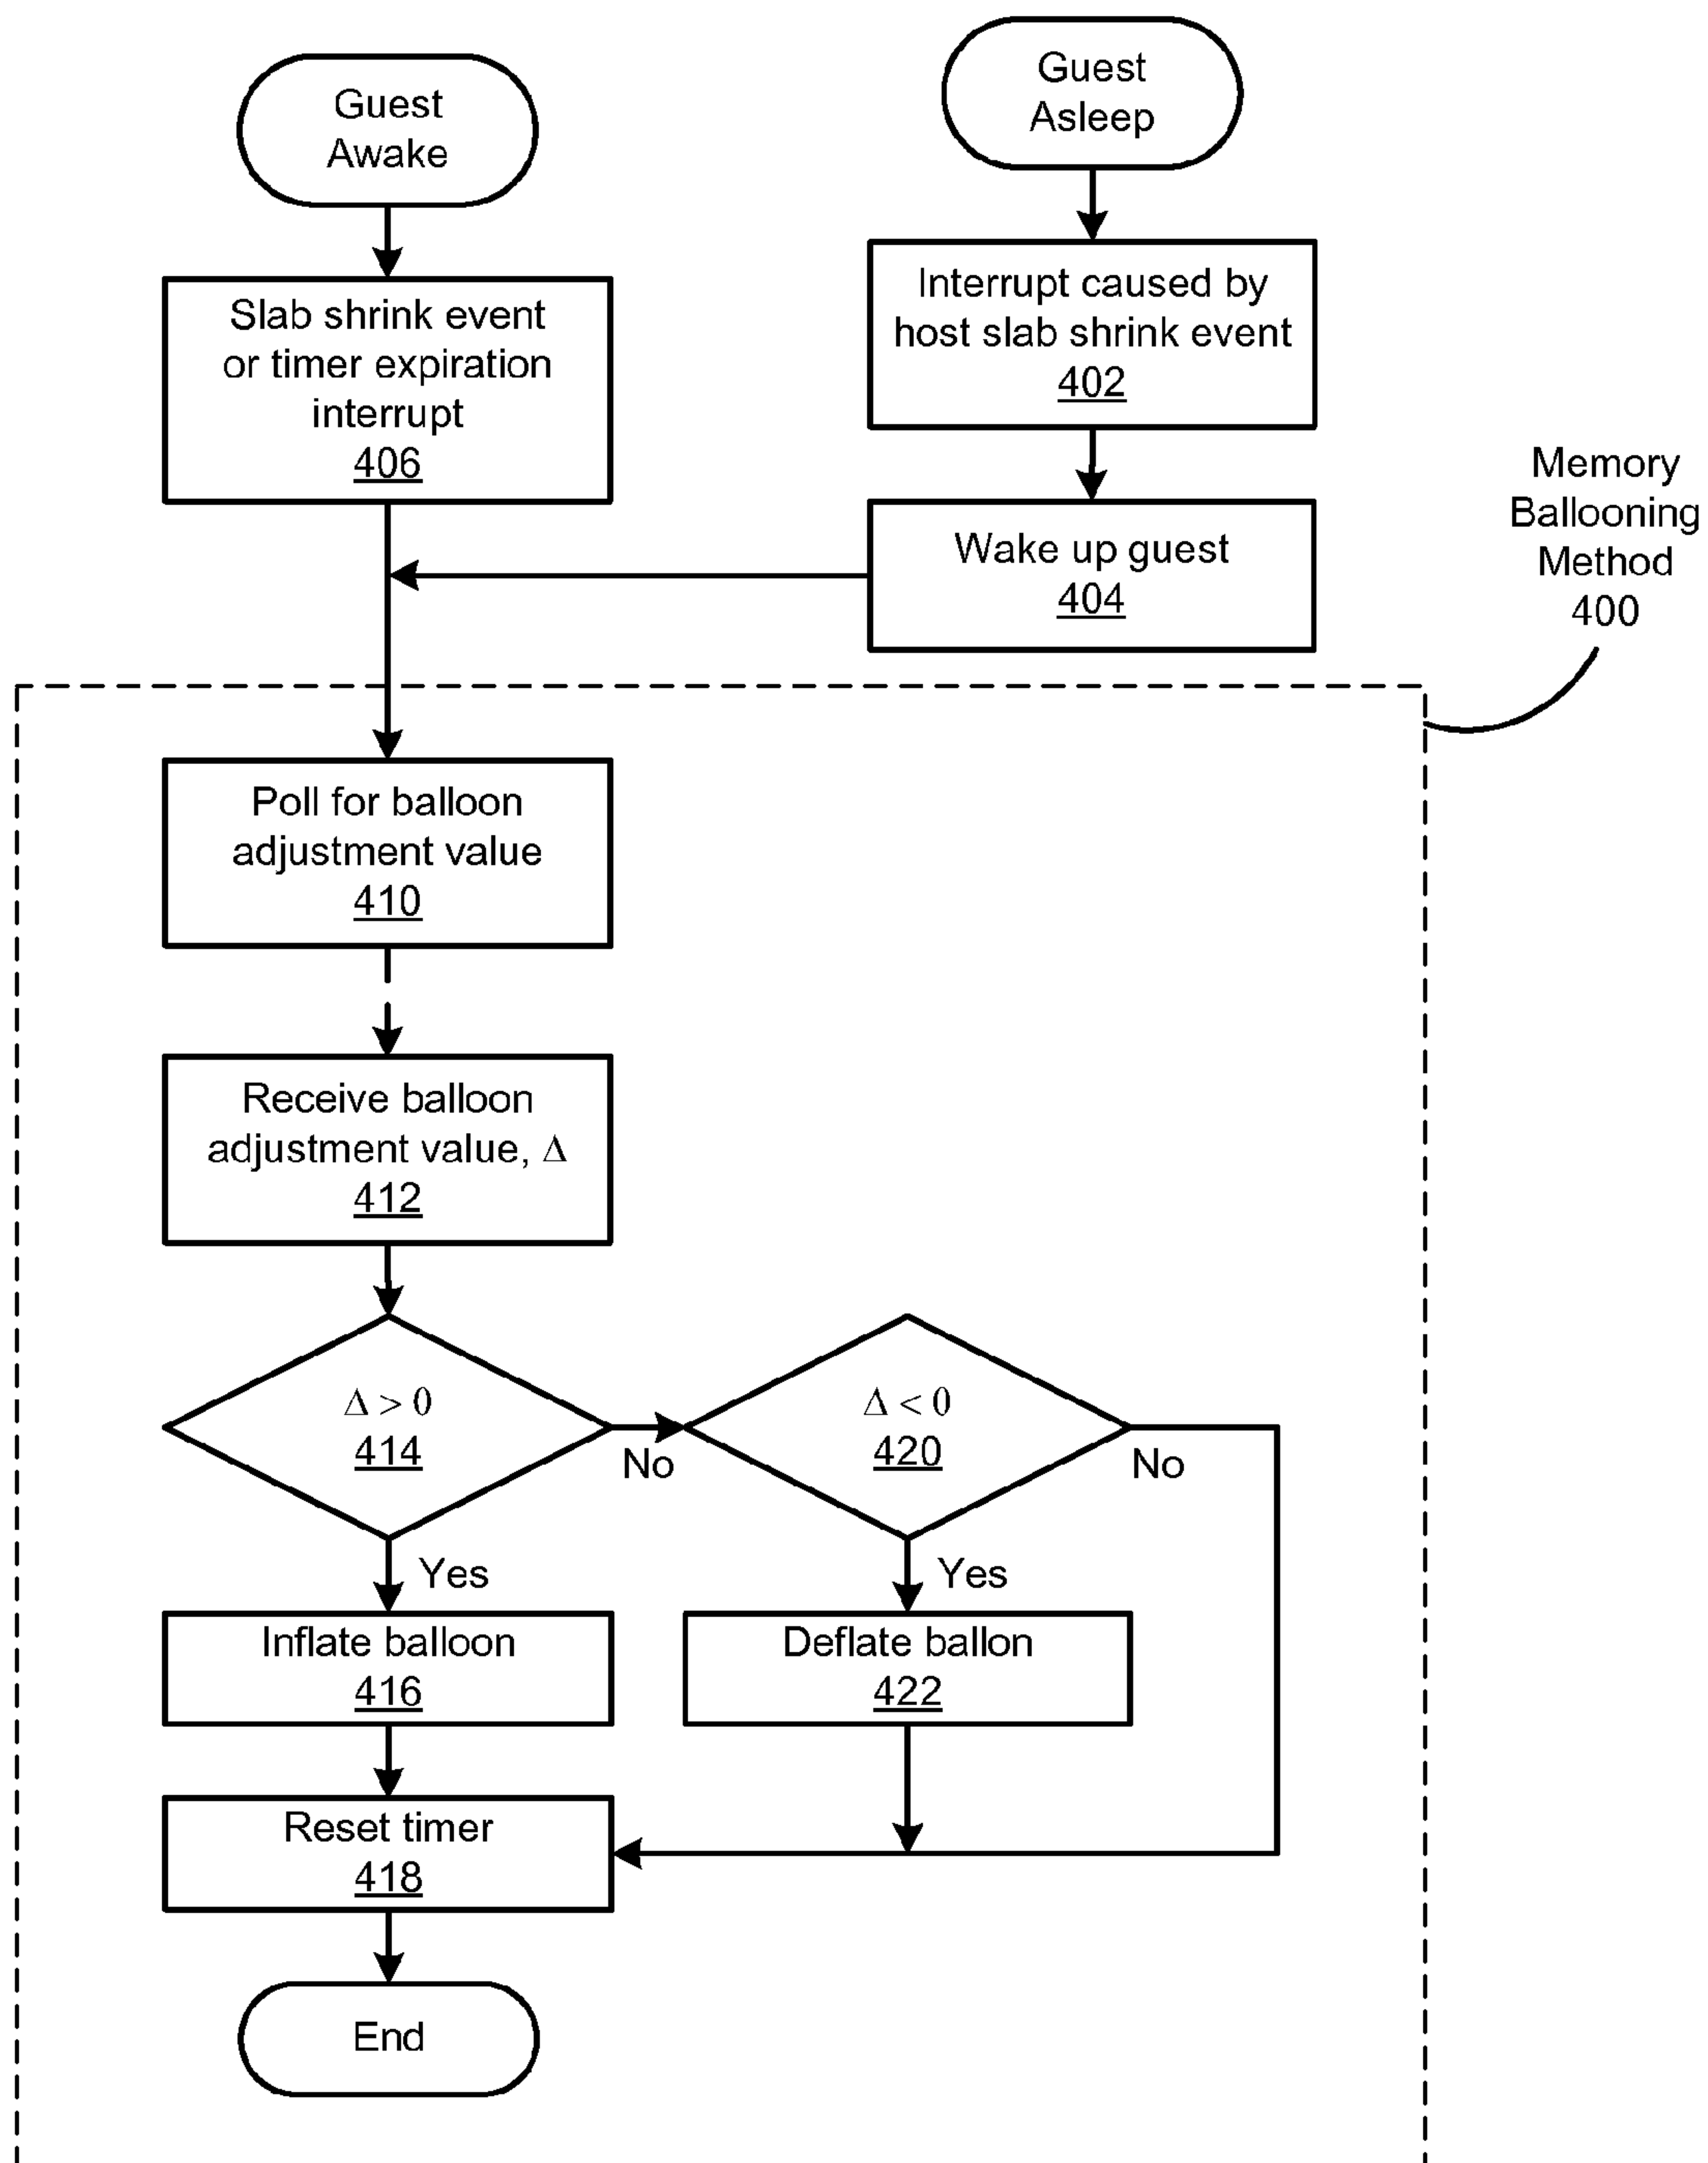 Guest
Awake
Guest
Asleep
Slab shrink event
or timer expiration
interrupt
406
Interrupt caused by
host slab shrink event
402
Wake up guest
404
Memory
Ballooning
Method
400
Poll for balloon
adjustment value
410
Receive balloon
adjustment value, Δ
412
Δ > 0
414
No
Yes
Δ < 0
420
No
Yes
Inflate balloon
416
Deflate ballon
422
Reset timer
418
End